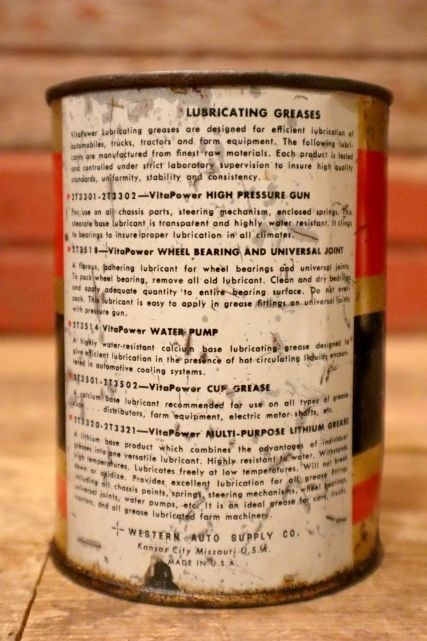 LUBRICATING GREASES
VitaPower Lubricating greases are designed for efficient lubrication of
automobiles, trucks, tractors and farm equipment. The following lubri-
cants are manufactured from finest raw materials. Each product is tested
and controlled under strict laboratory supervision to insure high quality
standards, uniformity, stability and consistency.
2T3301-2T3302—VitaPower HIGH PRESSURE GUN
For use on all chassis parts, steering mechanism, enclosed springs. This
stearate base lubricant is transparent and highly water resistant. It clings
to bearings to insure proper lubrication in all climates.
2T3518—VitaPower WHEEL BEARING AND UNIVERSAL JOINT
A fibrous, adhering lubricant for wheel bearings and universal joints.
To pack wheel bearing, remove all old lubricant. Clean and dry bearings
and apply adequate quantity to entire bearing surface. Do not over-
pack. This lubricant is easy to apply in grease fittings on universal joints
with pressure gun.
2T3514 VitaPower WATER PUMP
A highly water-resistant calcium base lubricating grease designed to
give efficient lubrication in the presence of hot circulating liquids encoun-
tered in automotive cooling systems.
2T3501-2T3502—VitaPower CUP GREASE
A calcium base lubricant recommended for use on all types of grease
cups distributors, farm equipment, electric motor shafts, etc.
2T3320-2T3321—VitaPower MULTI-PURPOSE LITHIUM GREASE
A lithium base product which combines the advantages of individual
greases into one versatile lubricant. Highly resistant to water. Withstands
high temperatures. Lubricates freely at low temperatures. Will not break
down or oxidize. Provides excellent lubrication for all grease fittings
including all chassis points, springs, steering mechanisms, wheel bearings,
universal joints, water pumps, etc. It is an ideal grease for cars, trucks,
tractors, and all grease lubricated farm machinery.
WESTERN AUTO SUPPLY CO.
Kansas City Missouri U.S.A.
MADE IN U.S.A.